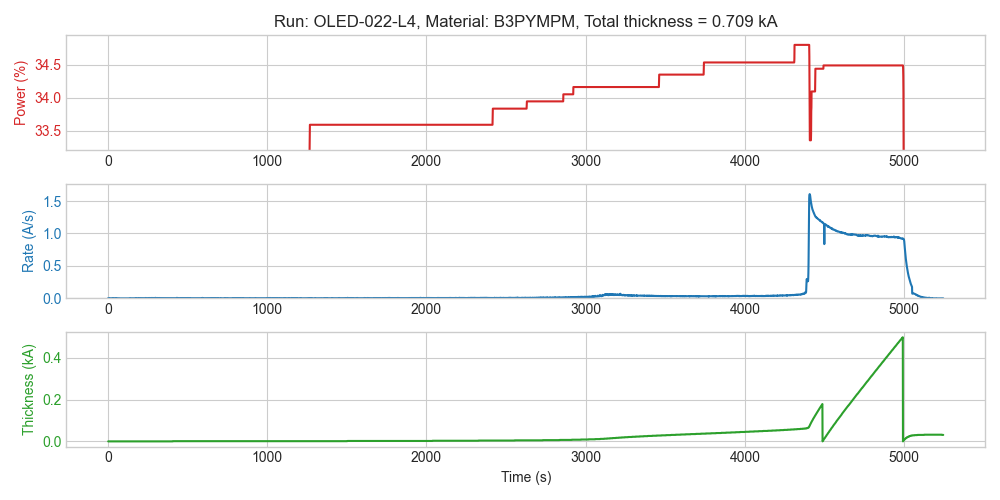 Run: OLED-022-L4, Material: B3PYMPM, Total thickness = 0.709 kA
Power (%)
34.5
34.0
33.5
0 1000 2000 3000 4000 5000
Rate (A/s)
1.5
1.0
0.5
0.0
0 1000 2000 3000 4000 5000
Thickness (kA)
0.4
0.2
0.0
0 1000 2000 3000 4000 5000
Time (s)